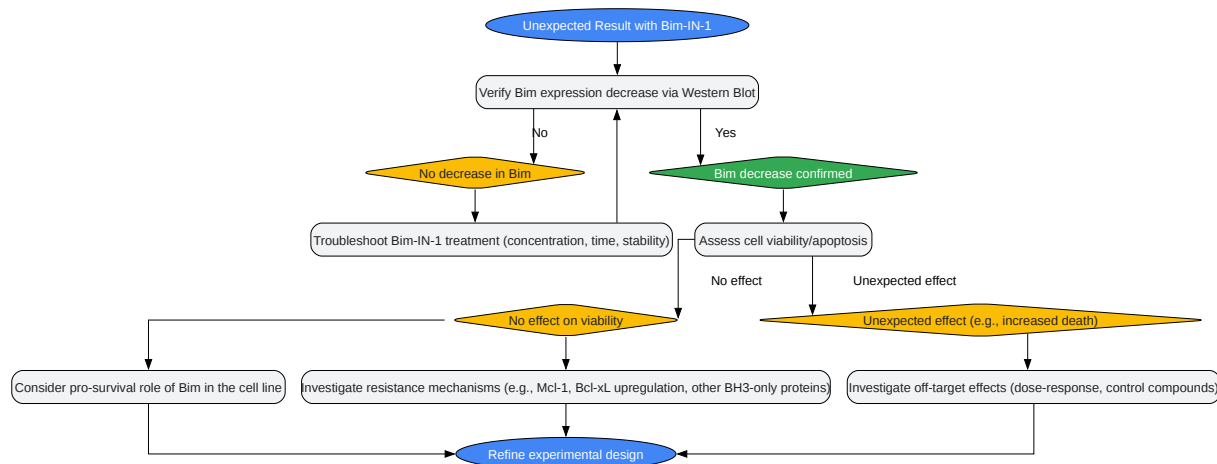 Unexpected Result with Bim-IN-1
Verify Bim expression decrease via Western Blot
No
Yes
No decrease in Bim
Bim decrease confirmed
Troubleshoot Bim-IN-1 treatment (concentration, time, stability)
Assess cell viability/apoptosis
No effect
Unexpected effect
No effect on viability
Unexpected effect (e.g., increased death)
Consider pro-survival role of Bim in the cell line
Investigate resistance mechanisms (e.g., Mcl-1, Bcl-xL upregulation, other BH3-only proteins)
Investigate off-target effects (dose-response, control compounds)
Refine experimental design